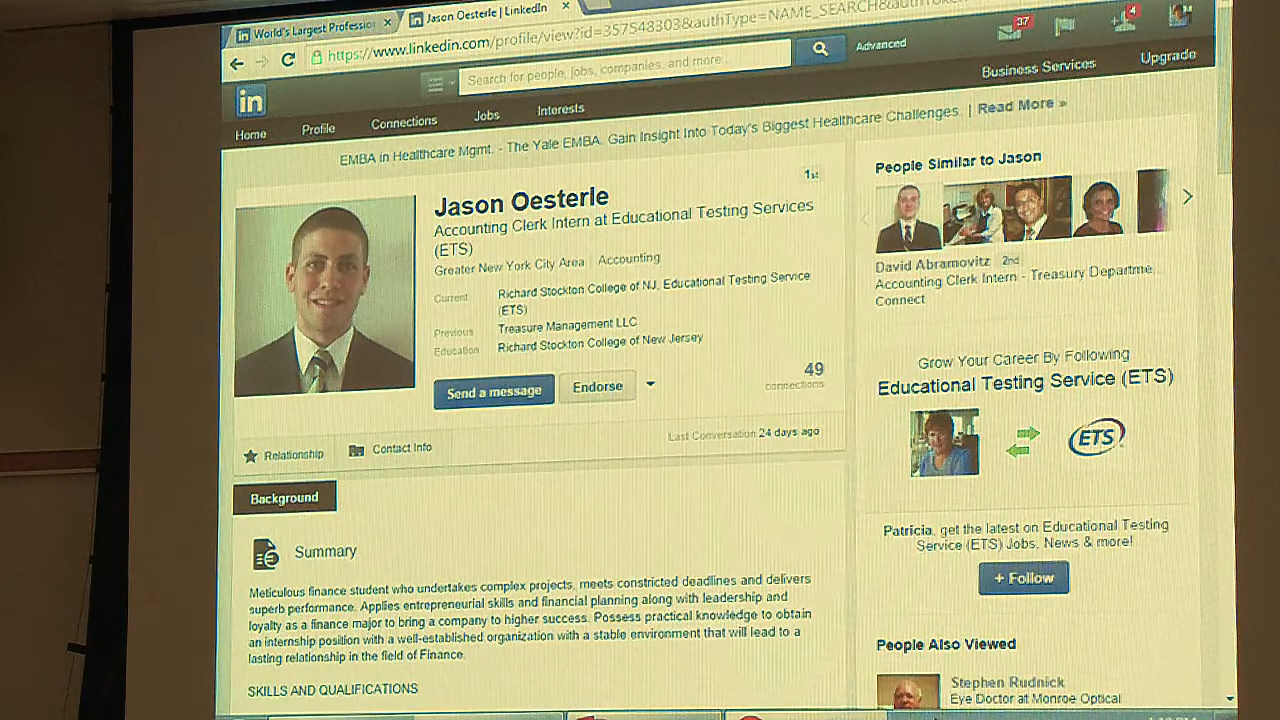 World's Largest Professio
Jason Oesterle | LinkedIn
https://www.linkedin.com/profile/view?id=357548303&authType=NAME_SEARCH&authToken
Search for people, jobs, companies, and more...
Advanced
37
4
in
Home
Profile
Connections
Jobs
Interests
Business Services
Upgrade
EMBA in Healthcare Mgmt. - The Yale EMBA. Gain Insight Into Today's Biggest Healthcare Challenges. | Read More »
1st
Jason Oesterle
Accounting Clerk Intern at Educational Testing Services
(ETS)
Greater New York City Area | Accounting
Current
Richard Stockton College of NJ, Educational Testing Service
(ETS)
Previous
Treasure Management LLC
Education
Richard Stockton College of New Jersey
Send a message
Endorse
49
connections
Relationship
Contact Info
Last Conversation 24 days ago
Background
Summary
Meticulous finance student who undertakes complex projects, meets constricted deadlines and delivers
superb performance. Applies entrepreneurial skills and financial planning along with leadership and
loyalty as a finance major to bring a company to higher success. Possess practical knowledge to obtain
an internship position with a well-established organization with a stable environment that will lead to a
lasting relationship in the field of Finance.
SKILLS AND QUALIFICATIONS
People Similar to Jason
David Abramovitz 2nd
Accounting Clerk Intern - Treasury Departme...
Connect
Grow Your Career By Following
Educational Testing Service (ETS)
ETS
Patricia, get the latest on Educational Testing
Service (ETS) Jobs, News & more!
+ Follow
People Also Viewed
Stephen Rudnick
Eye Doctor at Monroe Optical